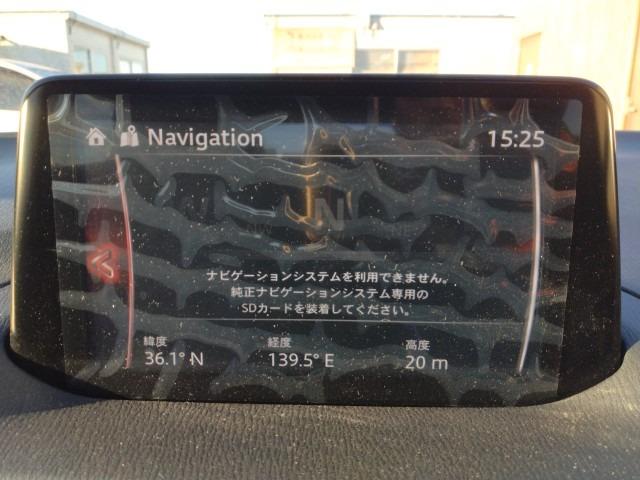 Navigation
15:25
N
NW
NE
ナビゲーションシステムを利用できません。
純正ナビゲーションシステム専用の
SDカードを装着してください。
緯度
経度
高度
36.1° N
139.5° E
20 m